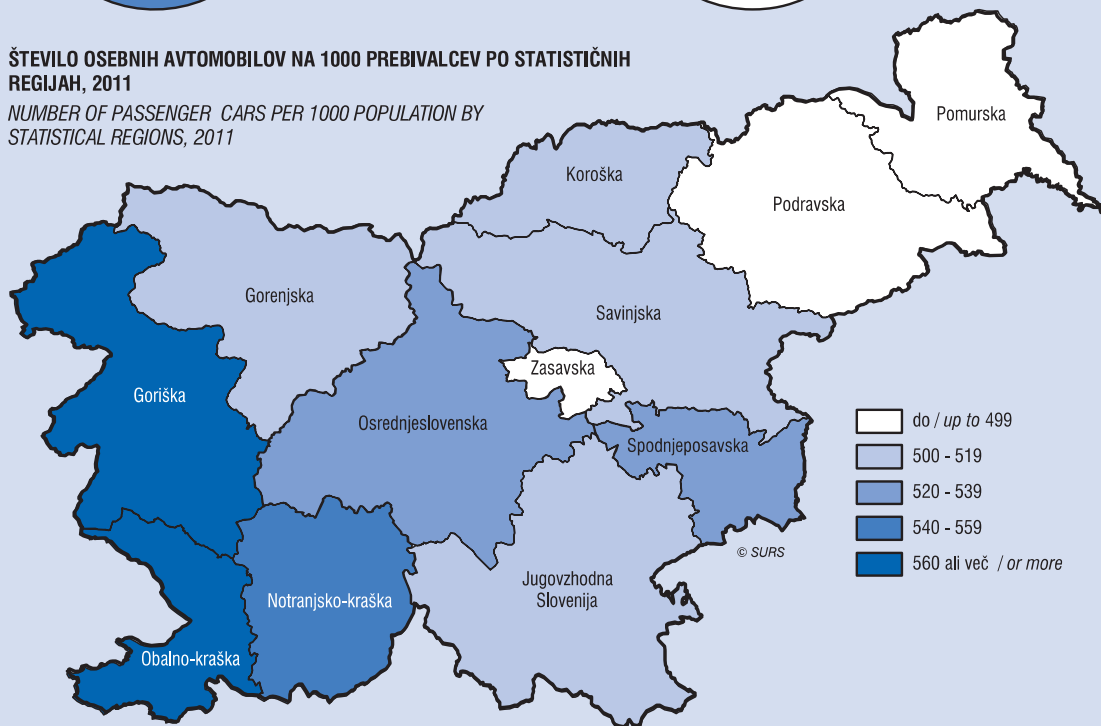 ŠTEVILO OSEBNIH AVTOMOBILOV NA 1000 PREBIVALCEV PO STATISTIČNIH
REGIJAH, 2011
NUMBER OF PASSENGER CARS PER 1000 POPULATION BY
STATISTICAL REGIONS, 2011
Pomurska
Koroška
Podravska
Gorenjska
Savinjska
Zasavska
Goriška
Osrednjeslovenska
Spodnjeposavska
do / up to 499
500 - 519
520 - 539
540 - 559
560 ali več / or more
© SURS
Jugovzhodna
Slovenija
Notranjsko-kraška
Obalno-kraška